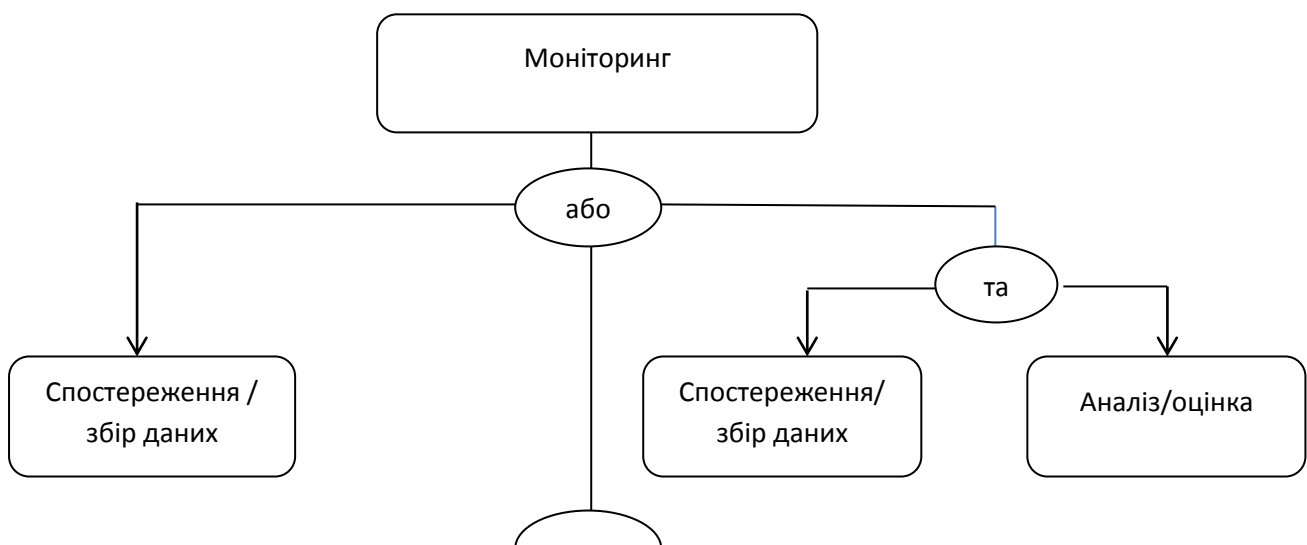 Моніторинг
або
та
Спостереження /
збір даних
Спостереження/
збір даних
Аналіз/оцінка